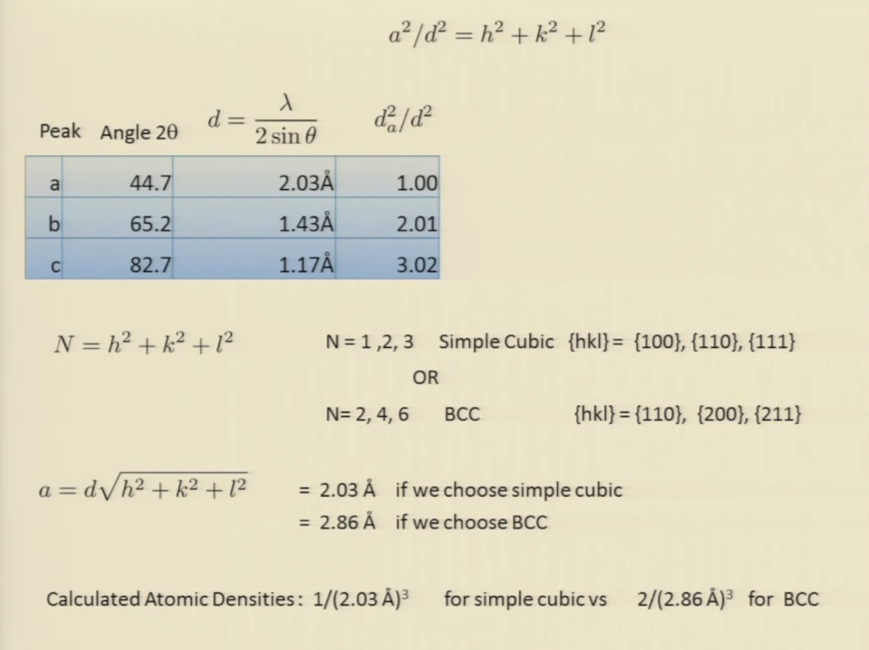 a²/d² = h² + k² + l²
Peak Angle 2θ d = λ / 2 sin θ d²ₐ/d²
a 44.7 2.03Å 1.00
b 65.2 1.43Å 2.01
c 82.7 1.17Å 3.02
N = h² + k² + l² N = 1 ,2, 3 Simple Cubic {hkl} = {100}, {110}, {111}
OR
N= 2, 4, 6 BCC {hkl} = {110}, {200}, {211}
a = d√(h² + k² + l²) = 2.03 Å if we choose simple cubic
= 2.86 Å if we choose BCC
Calculated Atomic Densities: 1/(2.03 Å)³ for simple cubic vs 2/(2.86 Å)³ for BCC